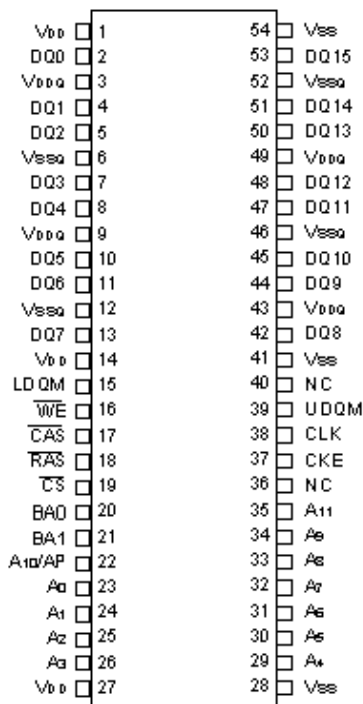 VDD 1 54 VSS
DQ0 2 53 DQ15
VDDQ 3 52 VSSQ
DQ1 4 51 DQ14
DQ2 5 50 DQ13
VSSQ 6 49 VDDQ
DQ3 7 48 DQ12
DQ4 8 47 DQ11
VDDQ 9 46 VSSQ
DQ5 10 45 DQ10
DQ6 11 44 DQ9
VSSQ 12 43 VDDQ
DQ7 13 42 DQ8
VDD 14 41 VSS
LDQM 15 40 NC
W̅E̅ 16 39 UDQM
C̅A̅S̅ 17 38 CLK
R̅A̅S̅ 18 37 CKE
C̅S̅ 19 36 NC
BA0 20 35 A11
BA1 21 34 A9
A10/AP 22 33 A8
A0 23 32 A7
A1 24 31 A6
A2 25 30 A5
A3 26 29 A4
VDD 27 28 VSS